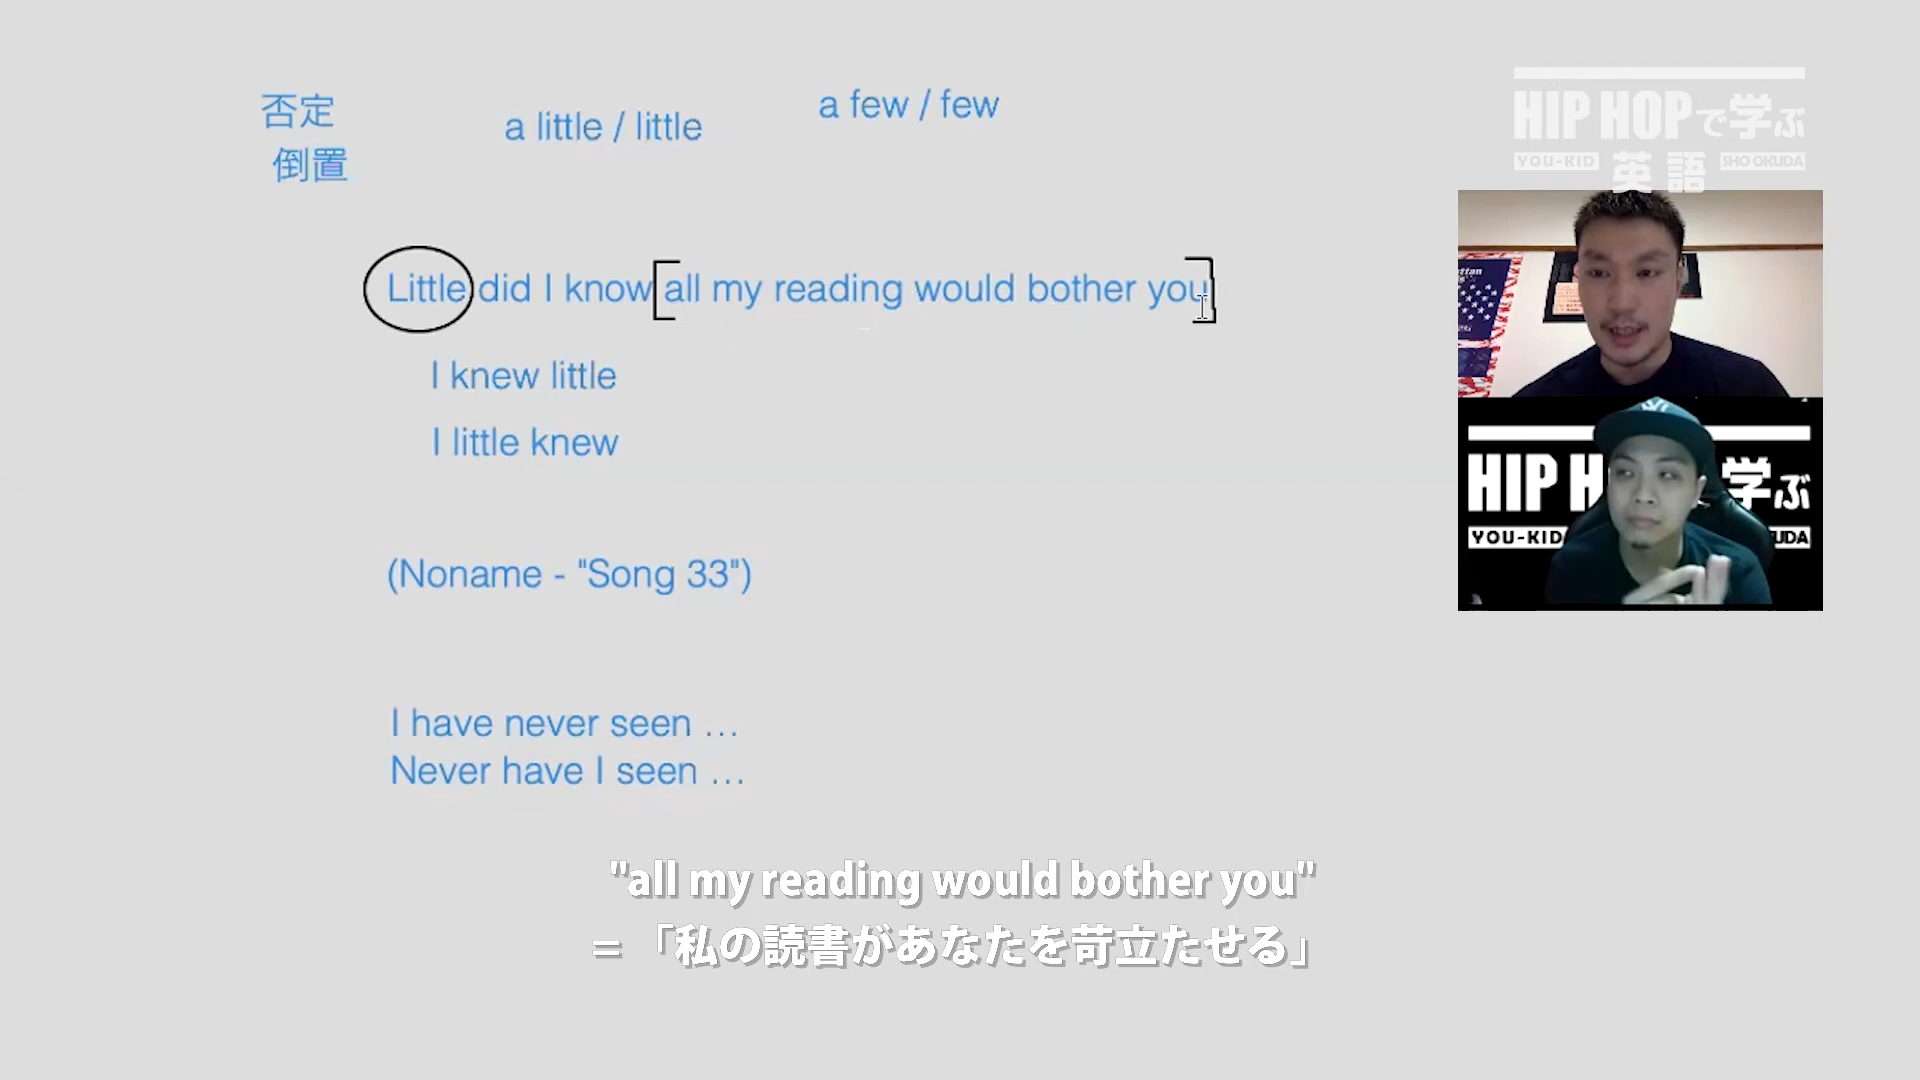 否定
倒置
a little / little
a few / few
Little did I know all my reading would bother you
I knew little
I little knew
(Noname - "Song 33")
I have never seen …
Never have I seen …
"all my reading would bother you"
=「私の読書があなたを苛立たせる」
HIP HOPで学ぶ
YOU-KID 英語 SHO OKUDA
HIP H 学ぶ
YOU-KID UDA